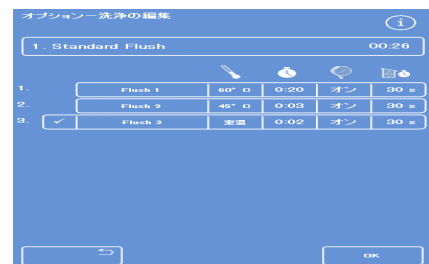 オプションー洗浄の編集
1. Standard Flush 00:26
1. Flush 1 60° C 0:20 オン 30 s
2. Flush 2 45° C 0:03 オン 30 s
3. Flush 3 室温 0:02 オン 30 s
OK